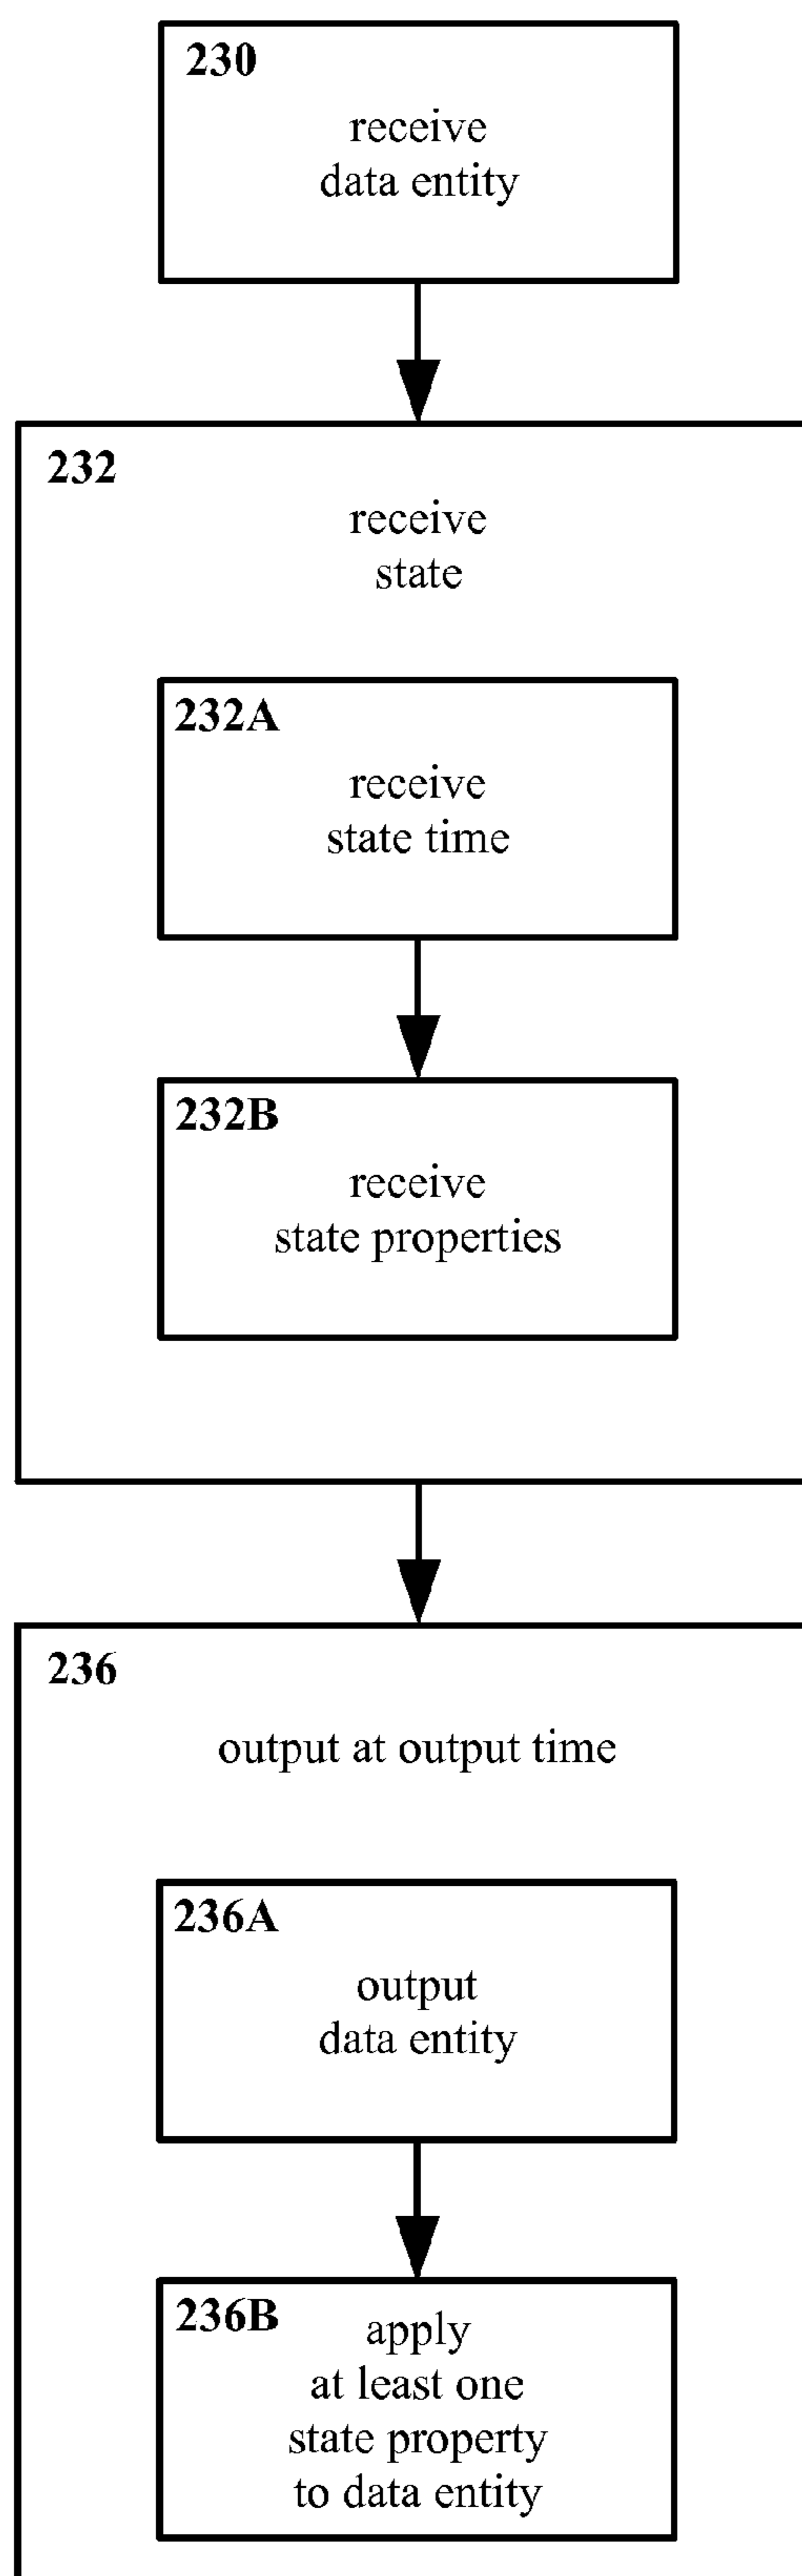 230
receive
data entity
232
receive
state
232A
receive
state time
232B
receive
state properties
236
output at output time
236A
output
data entity
236B
apply
at least one
state property
to data entity